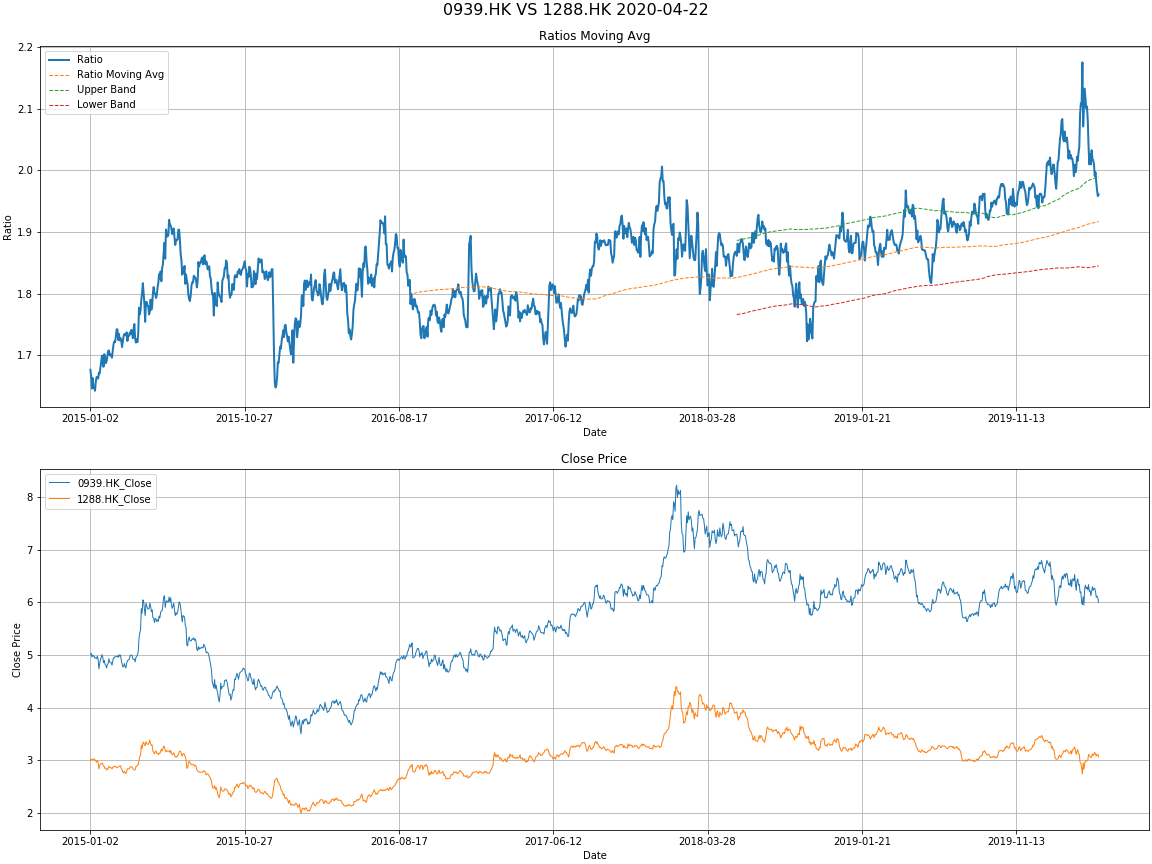 0939.HK VS 1288.HK 2020-04-22
Ratios Moving Avg
Ratio
Ratio Moving Avg
Upper Band
Lower Band
2.2
2.1
2.0
1.9
1.8
1.7
Ratio
2015-01-02
2015-10-27
2016-08-17
2017-06-12
2018-03-28
2019-01-21
2019-11-13
Date
Close Price
0939.HK_Close
1288.HK_Close
8
7
6
5
4
3
2
Close Price
2015-01-02
2015-10-27
2016-08-17
2017-06-12
2018-03-28
2019-01-21
2019-11-13
Date